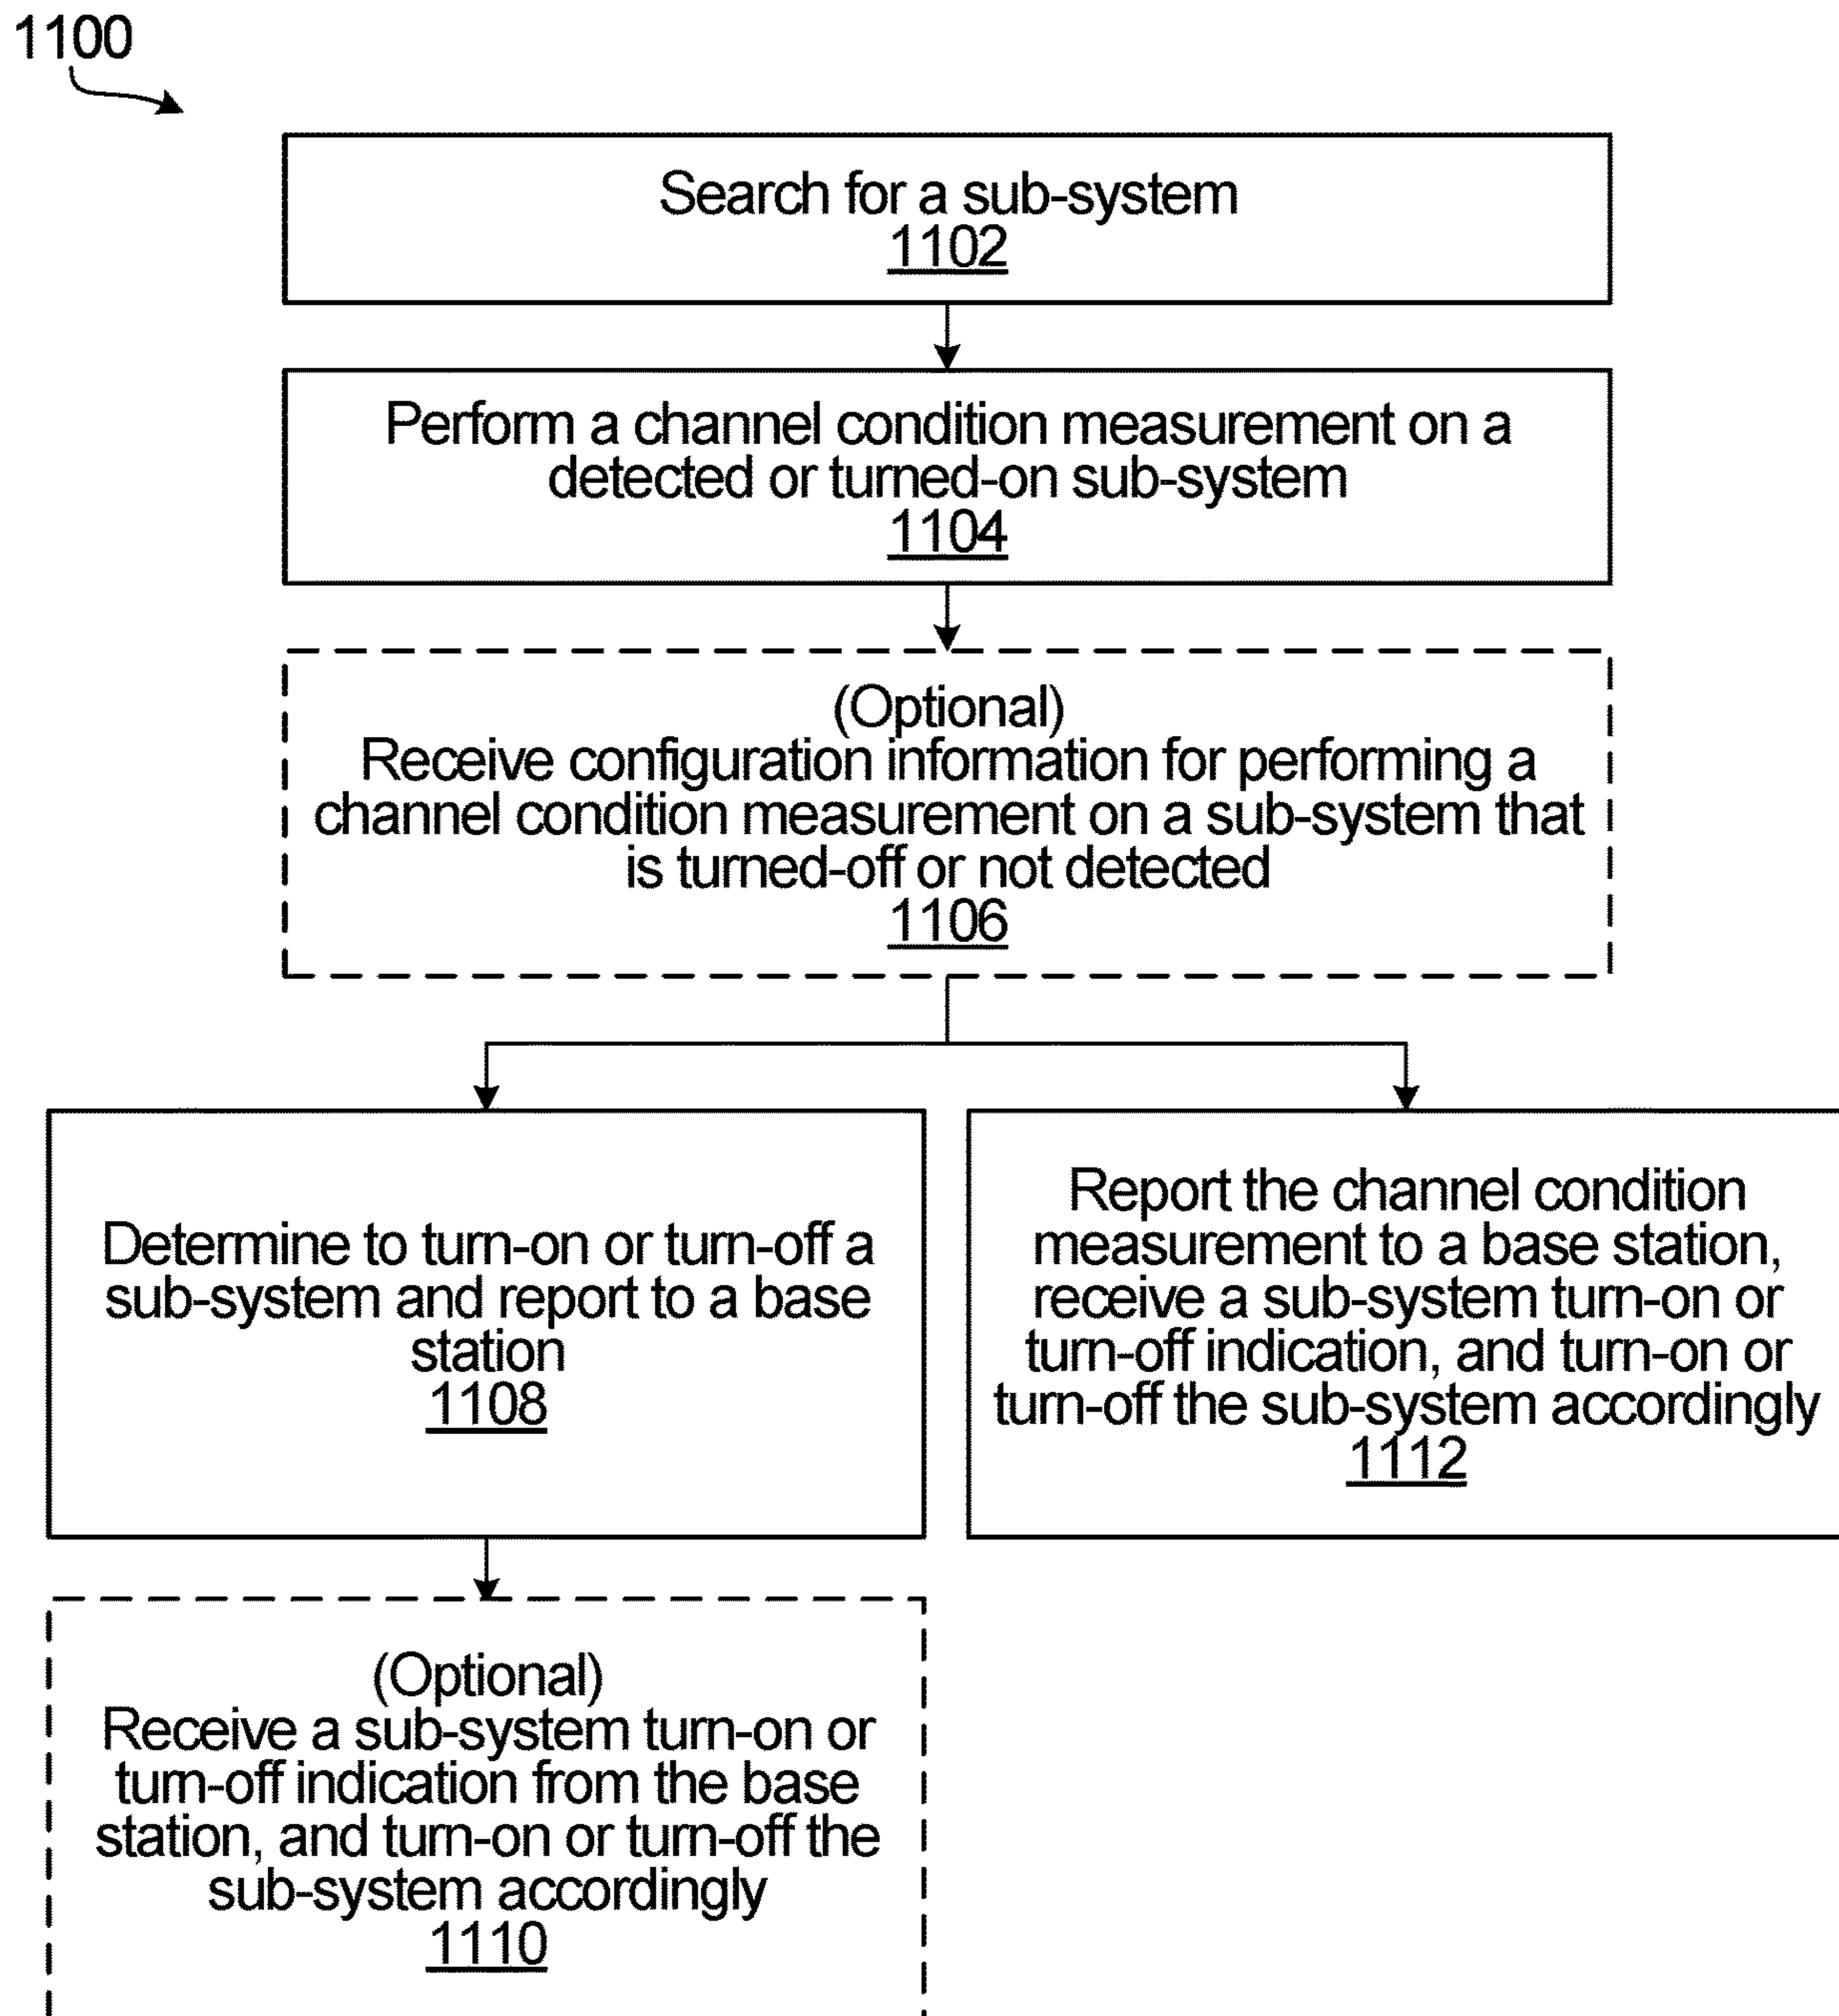 1100
Search for a sub-system
1102
Perform a channel condition measurement on a
detected or turned-on sub-system
1104
(Optional)
Receive configuration information for performing a
channel condition measurement on a sub-system that
is turned-off or not detected
1106
Determine to turn-on or turn-off a
sub-system and report to a base
station
1108
Report the channel condition
measurement to a base station,
receive a sub-system turn-on or
turn-off indication, and turn-on or
turn-off the sub-system accordingly
1112
(Optional)
Receive a sub-system turn-on or
turn-off indication from the base
station, and turn-on or turn-off the
sub-system accordingly
1110